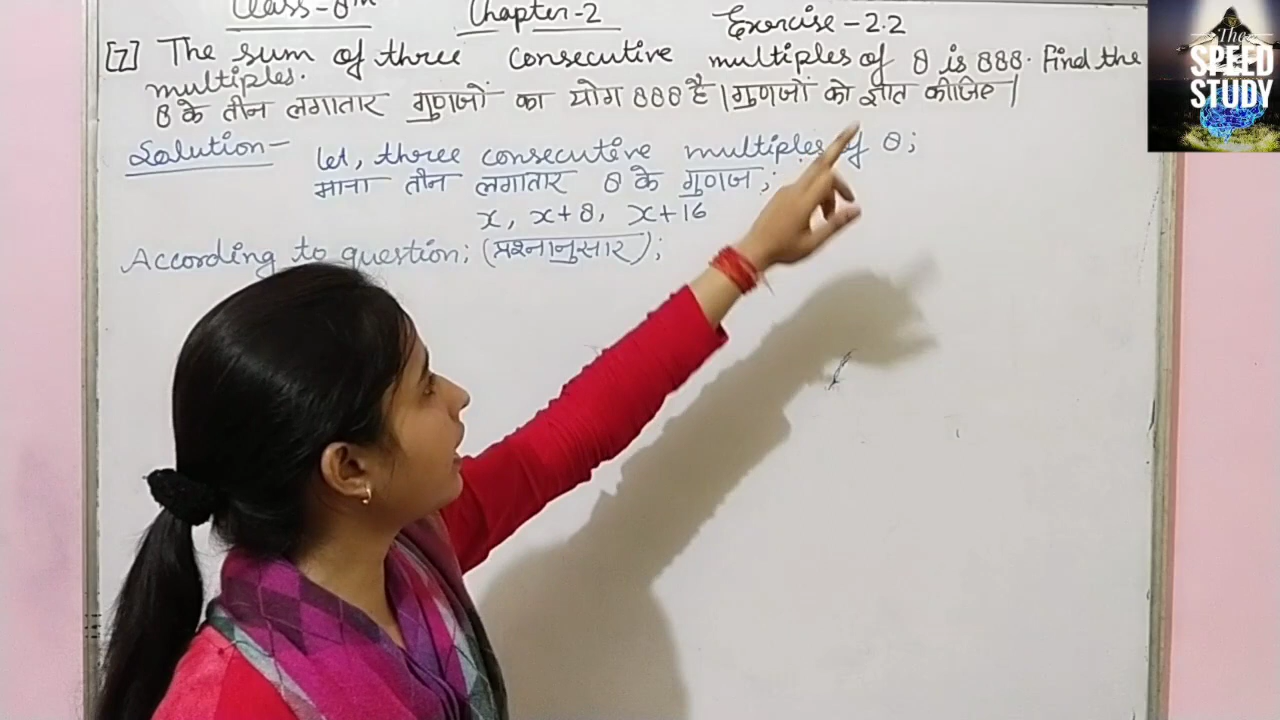 Class-8th Chapter-2 Exercise-2.2
[7] The sum of three consecutive multiples of 8 is 888. Find the
multiples.
8 के तीन लगातार गुणजों का योग 888 है। गुणजों को ज्ञात कीजिए।
Solution- Let, three consecutive multiples of 8;
माना तीन लगातार 8 के गुणज;
x, x+8, x+16
According to question; (प्रश्नानुसार);
The
SPEED
STUDY